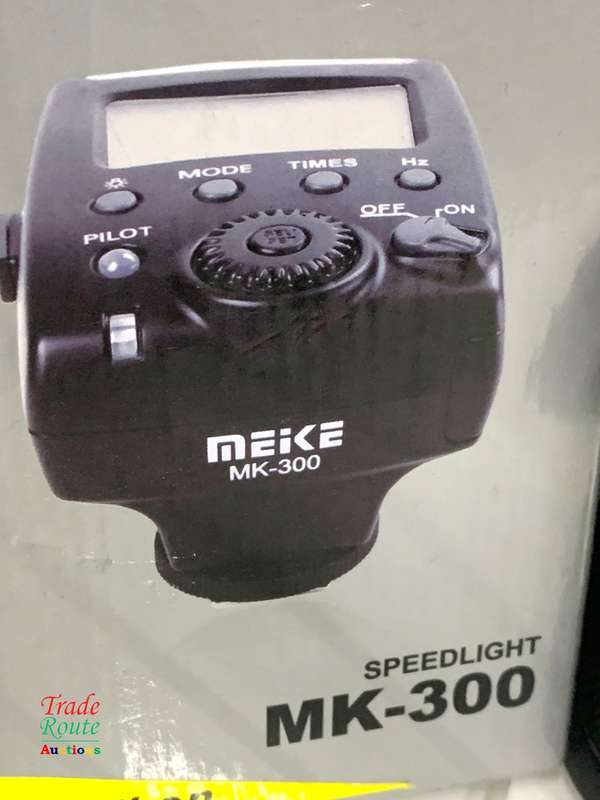 MODE TIMES Hz
OFF ON
PILOT
MEIKE
MK-300
SPEEDLIGHT
MK-300
Trade
Route
Auctions